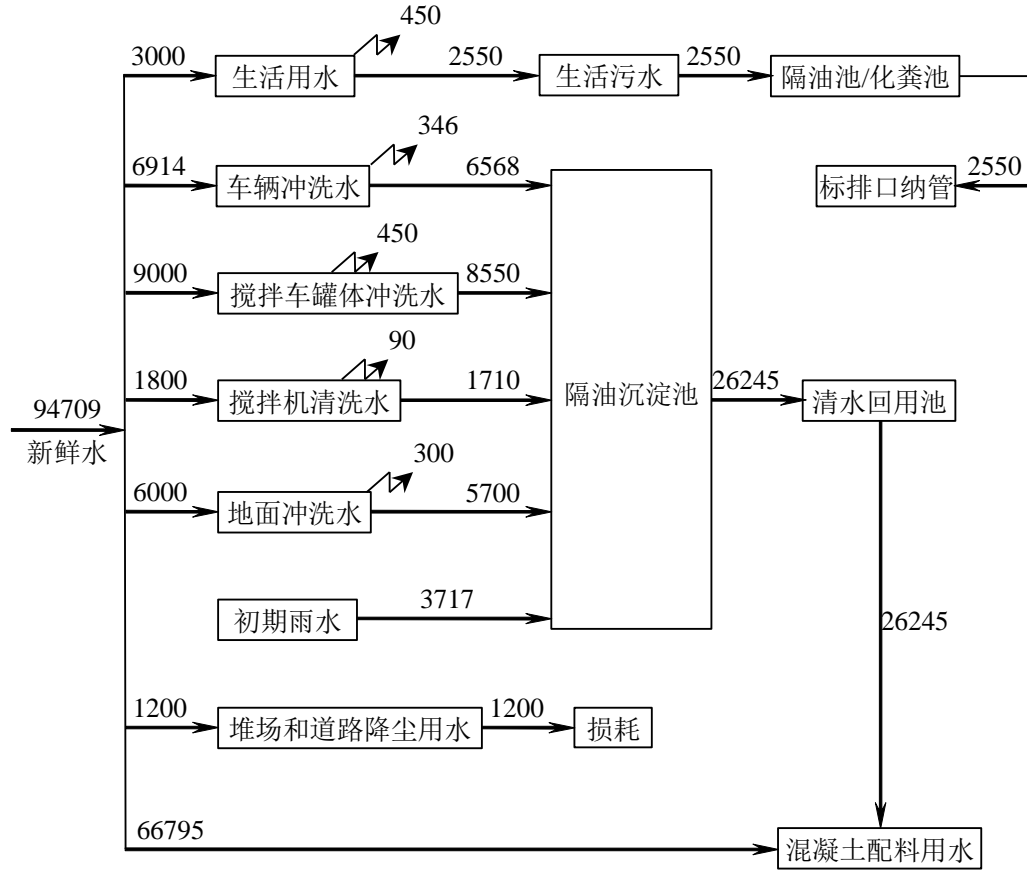 450
3000
生活用水
2550
生活污水
2550
隔油池/化粪池
346
6914
车辆冲洗水
6568
2550
标排口纳管
450
9000
搅拌车罐体冲洗水
8550
90
1800
搅拌机清洗水
1710
隔油沉淀池
26245
清水回用池
94709
新鲜水
300
6000
地面冲洗水
5700
初期雨水
3717
26245
1200
堆场和道路降尘用水
1200
损耗
66795
混凝土配料用水